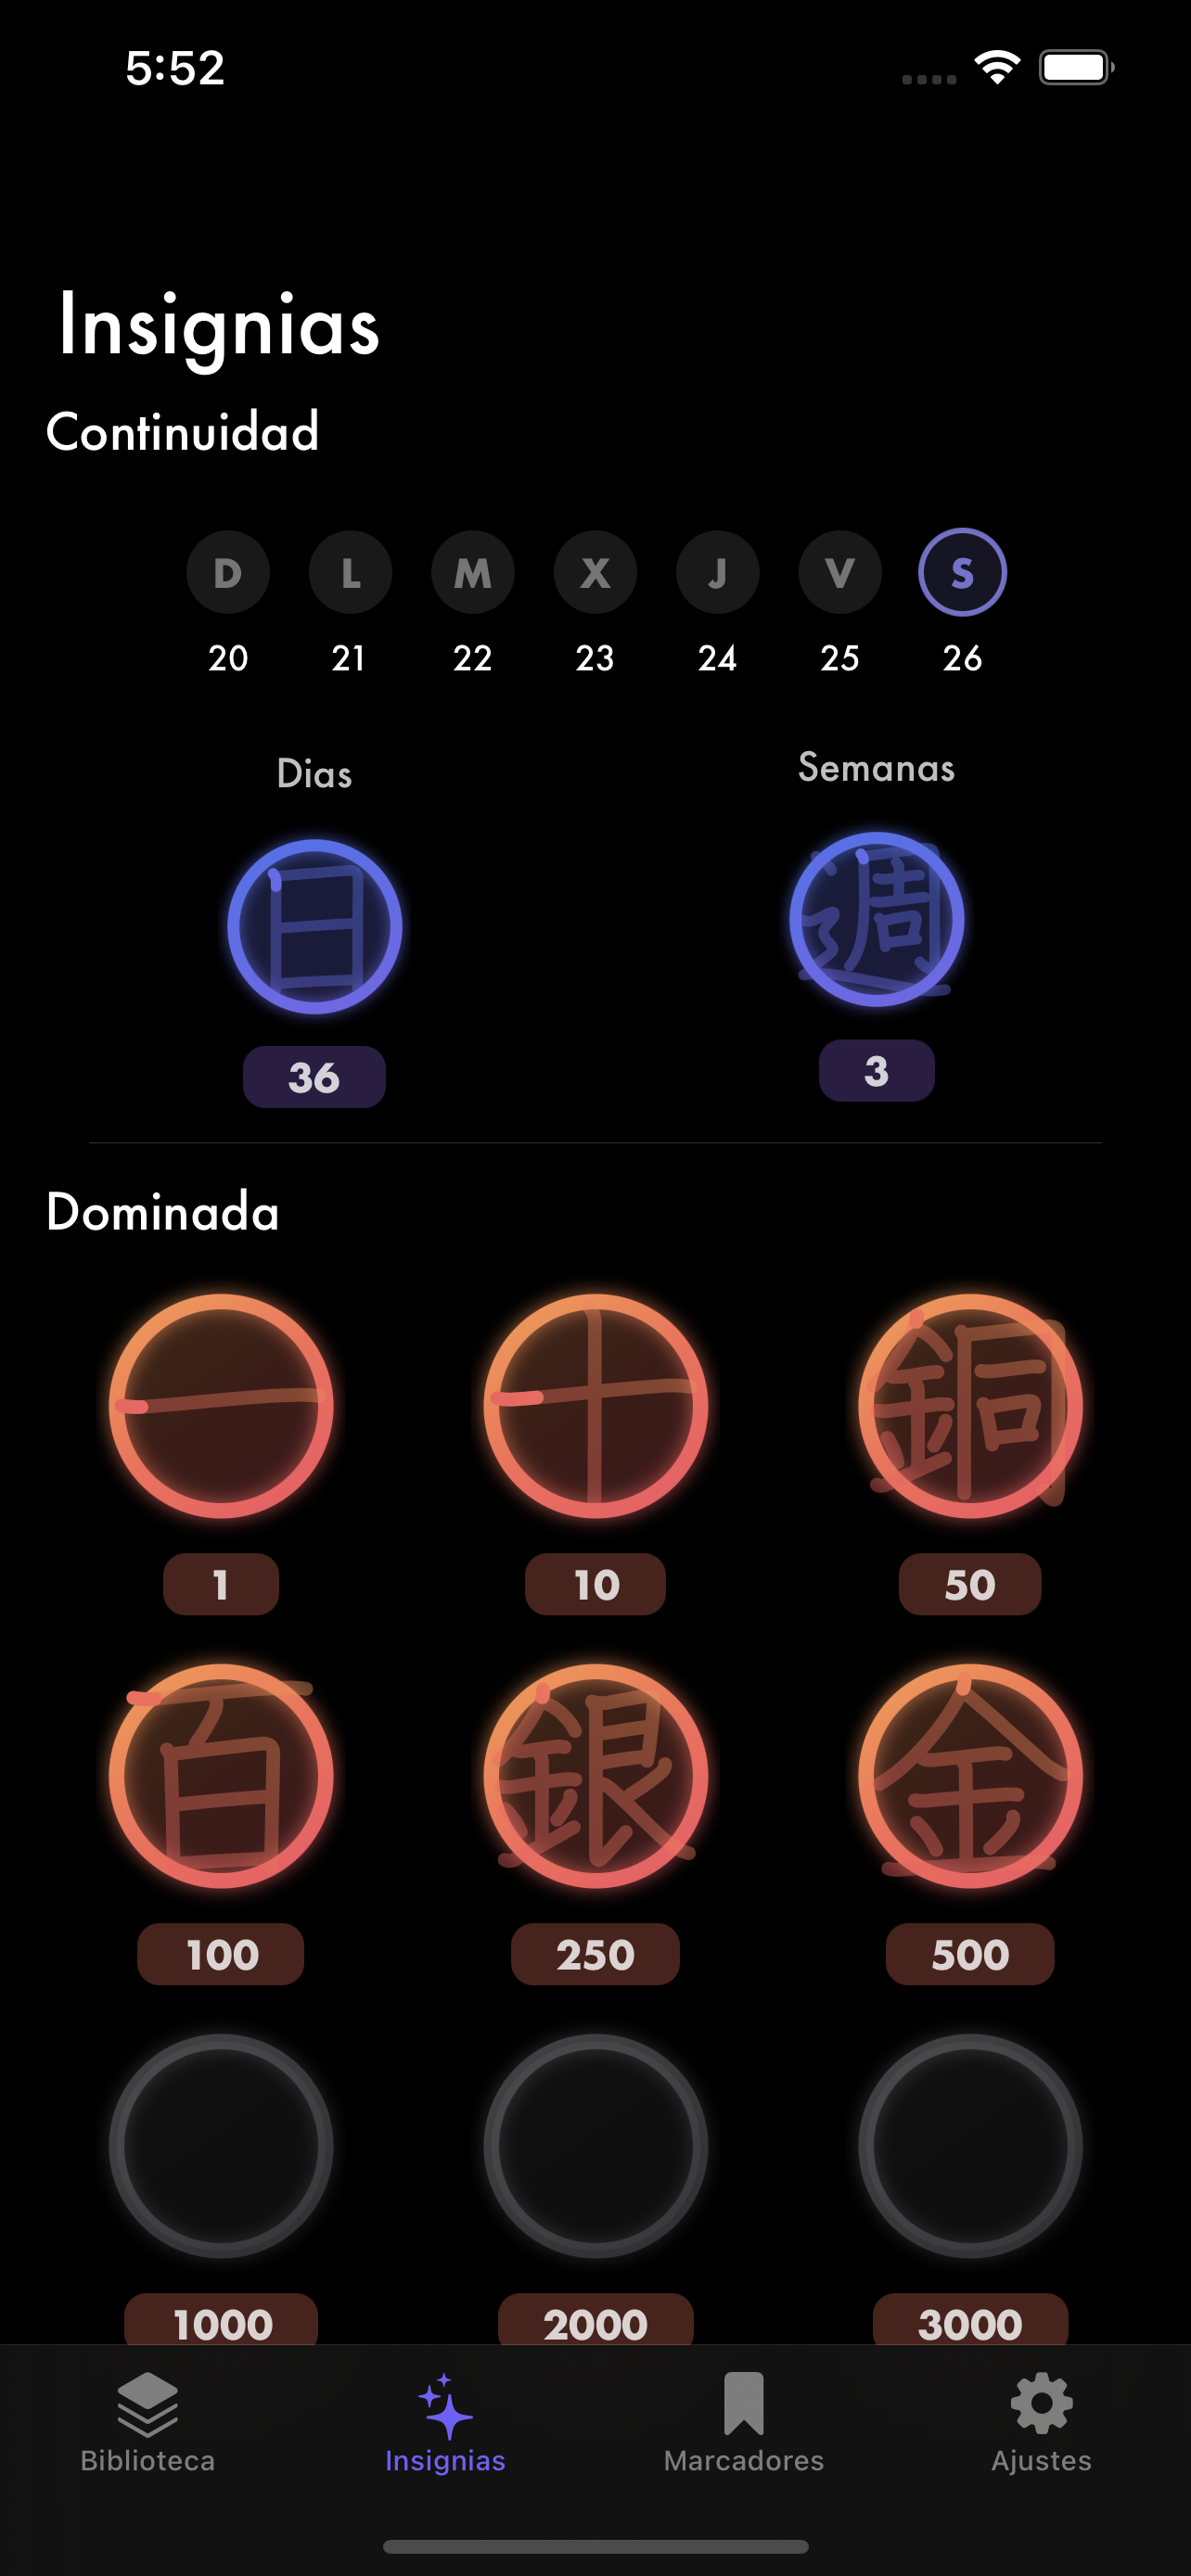 5:52
Insignias
Continuidad
D L M X J V S
20 21 22 23 24 25 26
Dias Semanas
日 週
36 3
Dominada
一 十 銅
1 10 50
百 銀 金
100 250 500
1000 2000 3000
Biblioteca Insignias Marcadores Ajustes